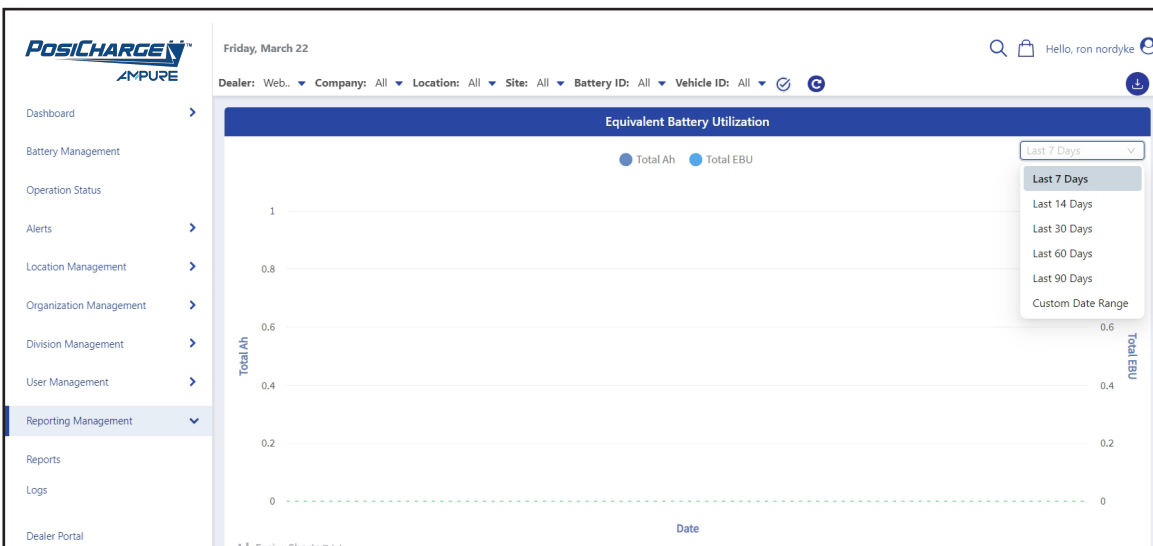 POSICHARGE™
AMPURE
Friday, March 22
Hello, ron nordyke
Dealer: Web.. Company: All Location: All Site: All Battery ID: All Vehicle ID: All
Dashboard
Battery Management
Operation Status
Alerts
Location Management
Organization Management
Division Management
User Management
Reporting Management
Reports
Logs
Dealer Portal
Equivalent Battery Utilization
Total Ah Total EBU
Last 7 Days
Last 7 Days
Last 14 Days
Last 30 Days
Last 60 Days
Last 90 Days
Custom Date Range
1
0.8
0.6 0.6
0.4 0.4
0.2 0.2
0 0
Total Ah
Total EBU
Date